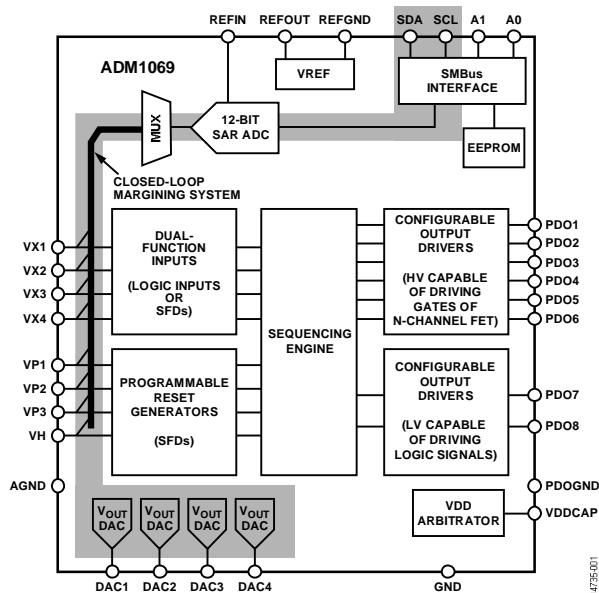 REFIN REFOUT REFGND SDA SCL A1 A0
ADM1069
VREF
SMBus
INTERFACE
MUX
12-BIT
SAR ADC
EEPROM
CLOSED-LOOP
MARGINING SYSTEM
VX1
VX2
VX3
VX4
DUAL-
FUNCTION
INPUTS
(LOGIC INPUTS
OR
SFDs)
SEQUENCING
ENGINE
CONFIGURABLE
OUTPUT
DRIVERS
(HV CAPABLE
OF DRIVING
GATES OF
N-CHANNEL FET)
PDO1
PDO2
PDO3
PDO4
PDO5
PDO6
VP1
VP2
VP3
VH
PROGRAMMABLE
RESET
GENERATORS
(SFDs)
CONFIGURABLE
OUTPUT
DRIVERS
(LV CAPABLE
OF DRIVING
LOGIC SIGNALS)
PDO7
PDO8
AGND
PDOGND
VOUT
DAC
VOUT
DAC
VOUT
DAC
VOUT
DAC
VDD
ARBITRATOR
VDDCAP
DAC1 DAC2 DAC3 DAC4
GND
4735-001